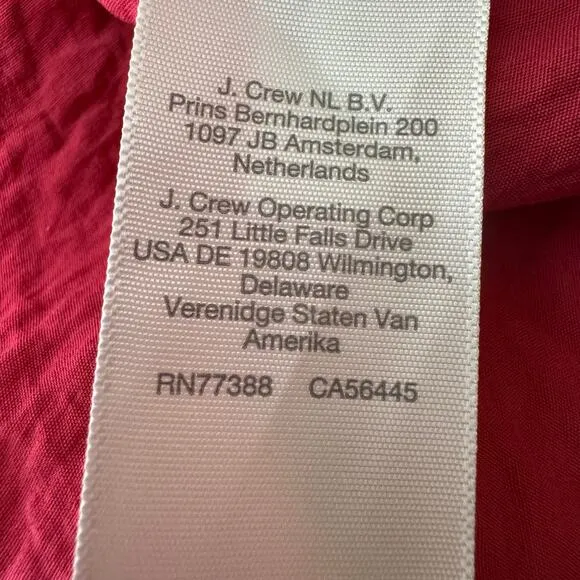 J. Crew NL B.V.
Prins Bernhardplein 200
1097 JB Amsterdam,
Netherlands
J. Crew Operating Corp
251 Little Falls Drive
USA DE 19808 Wilmington,
Delaware
Verenidge Staten Van
Amerika
RN77388 CA56445